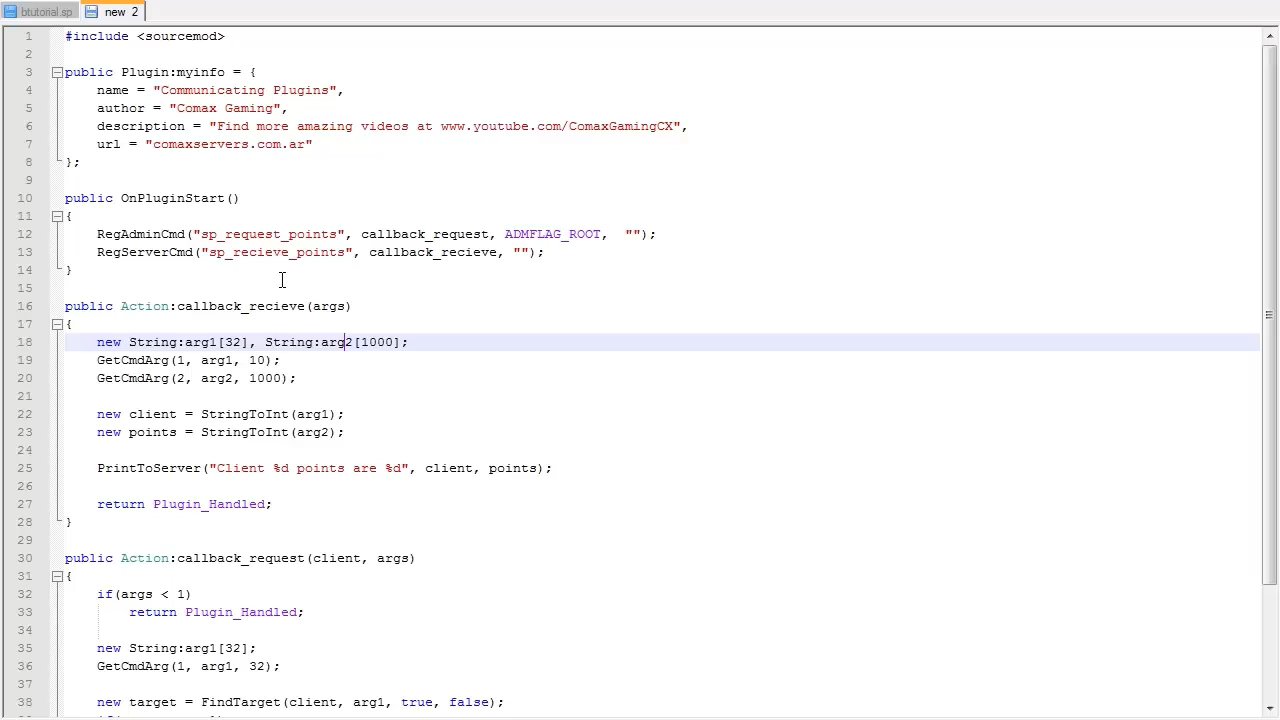 btutorial.sp new 2
1 #include <sourcemod>
2
3 public Plugin:myinfo = {
4 name = "Communicating Plugins",
5 author = "Comax Gaming",
6 description = "Find more amazing videos at www.youtube.com/ComaxGamingCX",
7 url = "comaxservers.com.ar"
8 };
9
10 public OnPluginStart()
11 {
12 RegAdminCmd("sp_request_points", callback_request, ADMFLAG_ROOT, "");
13 RegServerCmd("sp_recieve_points", callback_recieve, "");
14 }
15
16 public Action:callback_recieve(args)
17 {
18 new String:arg1[32], String:arg2[1000];
19 GetCmdArg(1, arg1, 10);
20 GetCmdArg(2, arg2, 1000);
21
22 new client = StringToInt(arg1);
23 new points = StringToInt(arg2);
24
25 PrintToServer("Client %d points are %d", client, points);
26
27 return Plugin_Handled;
28 }
29
30 public Action:callback_request(client, args)
31 {
32 if(args < 1)
33 return Plugin_Handled;
34
35 new String:arg1[32];
36 GetCmdArg(1, arg1, 32);
37
38 new target = FindTarget(client, arg1, true, false);